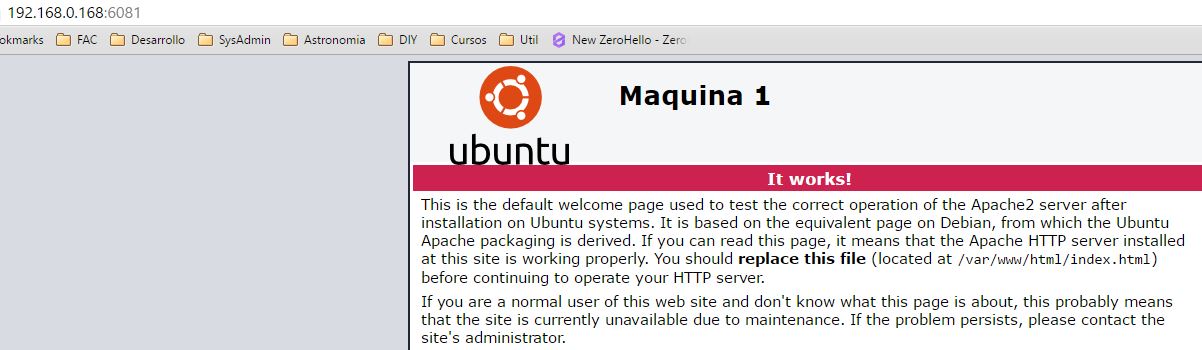 192.168.0.168:6081
okmarks FAC Desarrollo SysAdmin Astronomia DIY Cursos Util New ZeroHello - Zero
Maquina 1
ubuntu
It works!
This is the default welcome page used to test the correct operation of the Apache2 server after
installation on Ubuntu systems. It is based on the equivalent page on Debian, from which the Ubuntu
Apache packaging is derived. If you can read this page, it means that the Apache HTTP server installed
at this site is working properly. You should replace this file (located at /var/www/html/index.html)
before continuing to operate your HTTP server.
If you are a normal user of this web site and don't know what this page is about, this probably means
that the site is currently unavailable due to maintenance. If the problem persists, please contact the
site's administrator.